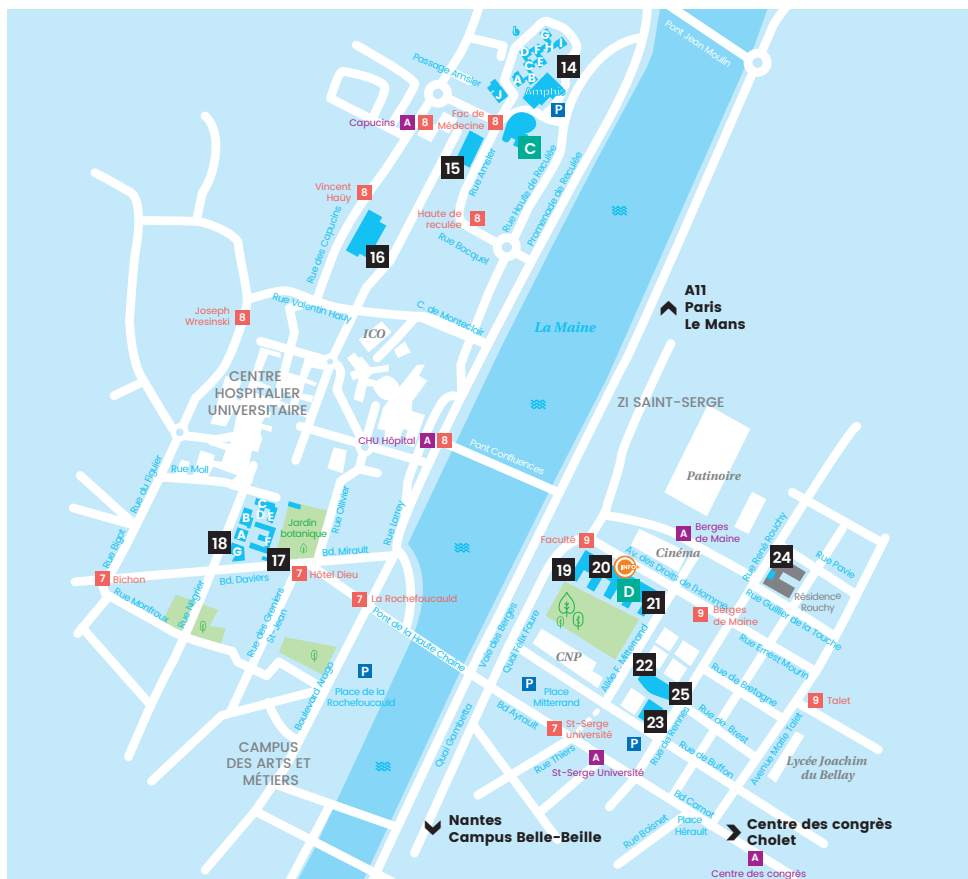 Pont Jean Moulin
G
I
D
F
H
C
E
A
B
J
Amphis
14
Passage Amsler
P
Capucins A 8
Fac de
Médecine 8
C
15
Rue Amsler
Rue Haute de Reculée
Promenade de Reculée
Vincent
Haüy
8
Haute de
reculée
8
16
Rue des Capucins
Rue Bocquel
A11
Paris
Le Mans
Joseph
Wresinski
8
Rue Valentin Haüy
C. de Monteclair
ICO
La Maine
CENTRE
HOSPITALIER
UNIVERSITAIRE
ZI SAINT-SERGE
CHU Hôpital A 8
Pont Confluences
Patinoire
Rue du Figuier
Rue Moll
Rue Ollivier
Rue Larrey
C
B
D
E
A
F
G
18
17
Jardin
botanique
Bd. Mirault
Rue Bigot
7 Bichon
Bd. Daviers
7 Hôtel Dieu
7 La Rochefoucauld
Rue Monfroux
Rue Négrier
Rue des Greniers
St-Jean
Pont de la Haute Chaîne
Boulevard Arago
P
Place de la
Rochefoucauld
A
Berges
de Maine
Faculté 9
Cinéma
Av. des Droits de l'Homme
19
20
INFO
D
21
24
Rue René Rouchy
Rue Pavie
Résidence
Rouchy
9
Berges
de Maine
Rue Guillier de la Touche
Rue Ernest Mourin
Voie des Berges
Quai Félix Faure
CNP
Allée F. Mitterrand
22
25
23
Rue de Bretagne
9 Talet
P
Place
Mitterrand
Bd Ayrault
7
St-Serge
université
P
Rue de Rennes
Rue de Brest
Rue de Buffon
Avenue Marie Talet
Quai Gambetta
Rue Thiers
A
St-Serge Université
CAMPUS
DES ARTS ET
MÉTIERS
Lycée Joachim
du Bellay
Bd Carnot
Place
Hérault
Rue Boisnet
Nantes
Campus Belle-Beille
Centre des congrès
Cholet
A
Centre des congrès